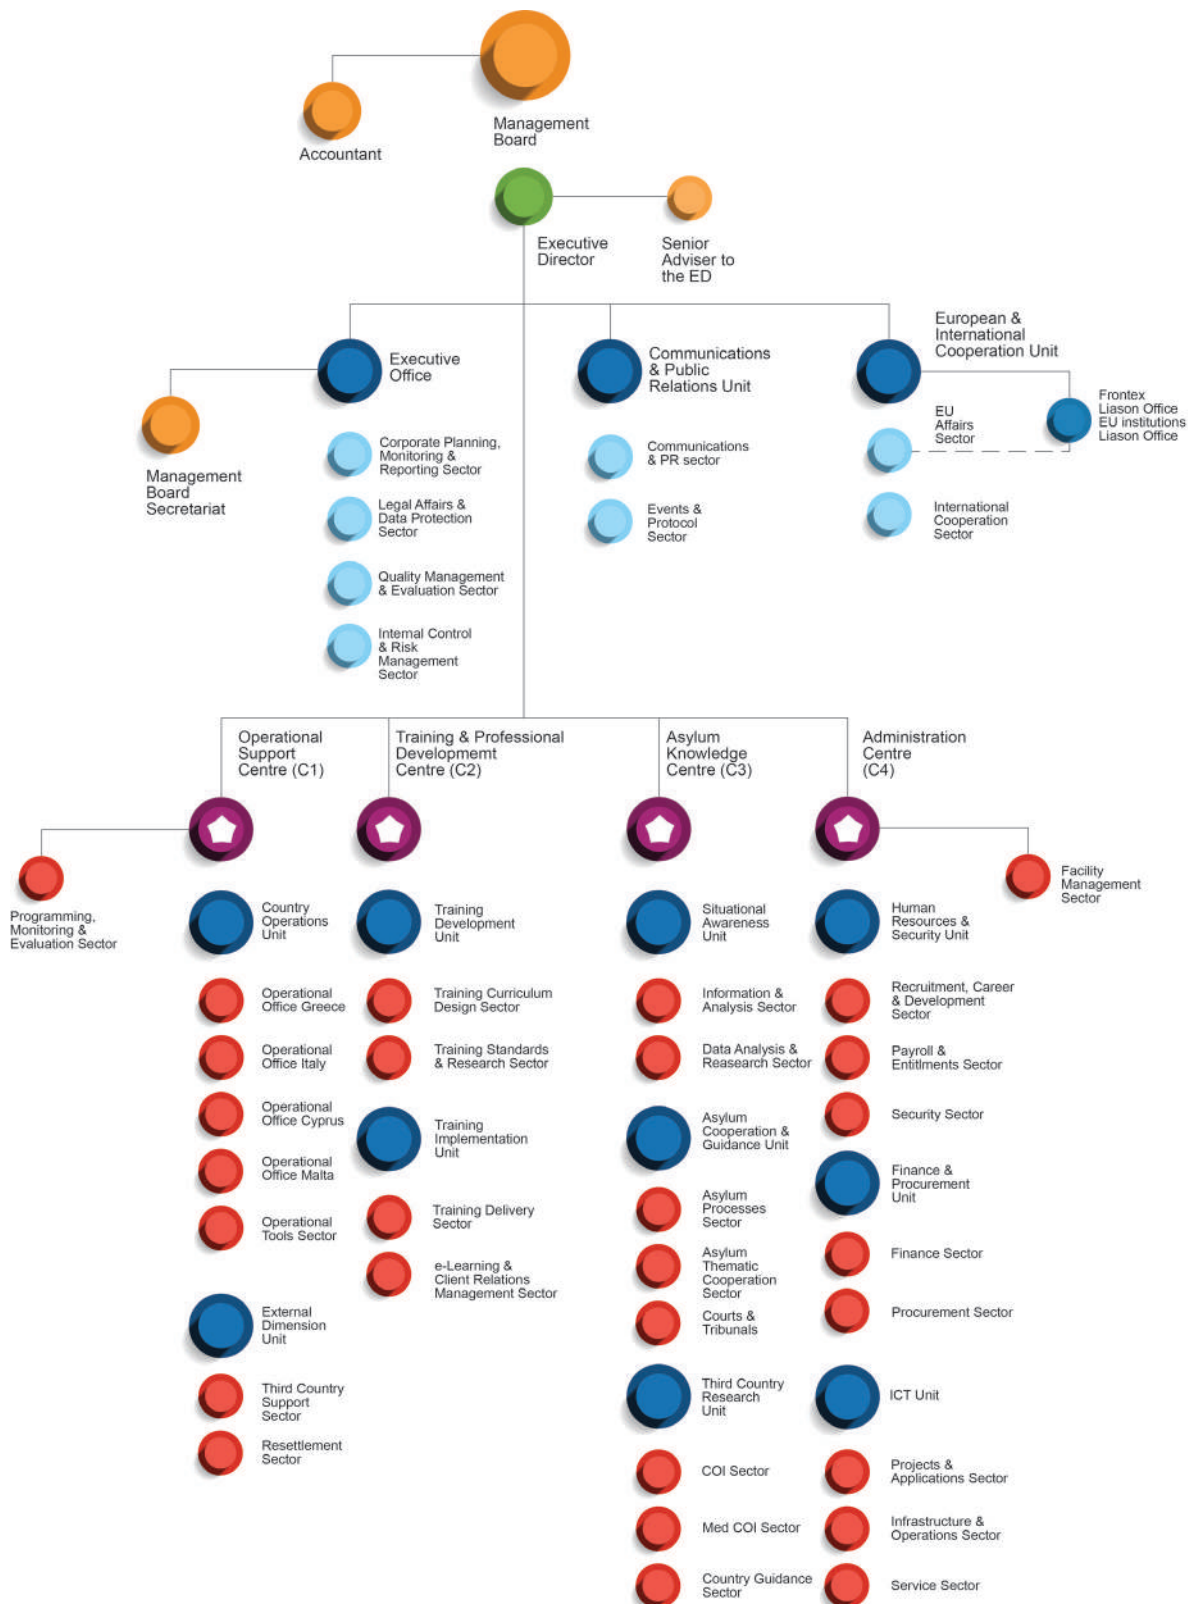 Management
Board
Accountant
Executive
Director
Senior
Adviser to
the ED
Executive
Office
Communications
& Public
Relations Unit
European &
International
Cooperation Unit
Management
Board
Secretariat
Corporate Planning,
Monitoring &
Reporting Sector
Legal Affairs &
Data Protection
Sector
Quality Management
& Evaluation Sector
Internal Control
& Risk
Management
Sector
Communications
& PR sector
Events &
Protocol
Sector
EU
Affairs
Sector
International
Cooperation
Sector
Frontex
Liason Office
EU institutions
Liason Office
Operational
Support
Centre (C1)
Training & Professional
Developmemt
Centre (C2)
Asylum
Knowledge
Centre (C3)
Administration
Centre
(C4)
Programming,
Monitoring &
Evaluation Sector
Country
Operations
Unit
Operational
Office Greece
Operational
Office Italy
Operational
Office Cyprus
Operational
Office Malta
Operational
Tools Sector
External
Dimension
Unit
Third Country
Support
Sector
Resettlement
Sector
Training
Development
Unit
Training Curriculum
Design Sector
Training Standards
& Research Sector
Training
Implementation
Unit
Training Delivery
Sector
e-Learning &
Client Relations
Management Sector
Situational
Awareness
Unit
Information &
Analysis Sector
Data Analysis &
Reasearch Sector
Asylum
Cooperation &
Guidance Unit
Asylum
Processes
Sector
Asylum
Thematic
Cooperation
Sector
Courts &
Tribunals
Third Country
Research
Unit
COI Sector
Med COI Sector
Country Guidance
Sector
Facility
Management
Sector
Human
Resources &
Security Unit
Recruitment, Career
& Development
Sector
Payroll &
Entitlments Sector
Security Sector
Finance &
Procurement
Unit
Finance Sector
Procurement Sector
ICT Unit
Projects &
Applications Sector
Infrastructure &
Operations Sector
Service Sector